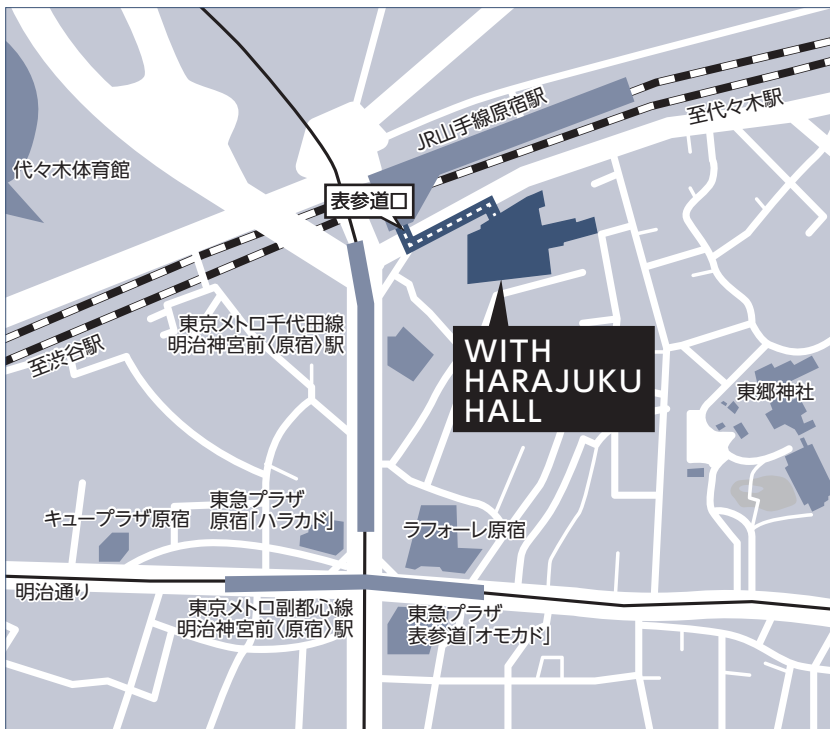 JR山手線原宿駅
至代々木駅
代々木体育館
表参道口
東京メトロ千代田線
明治神宮前〈原宿〉駅
至渋谷駅
WITH
HARAJUKU
HALL
東郷神社
キュープラザ原宿
東急プラザ
原宿「ハラカド」
ラフォーレ原宿
明治通り
東京メトロ副都心線
明治神宮前〈原宿〉駅
東急プラザ
表参道「オモカド」